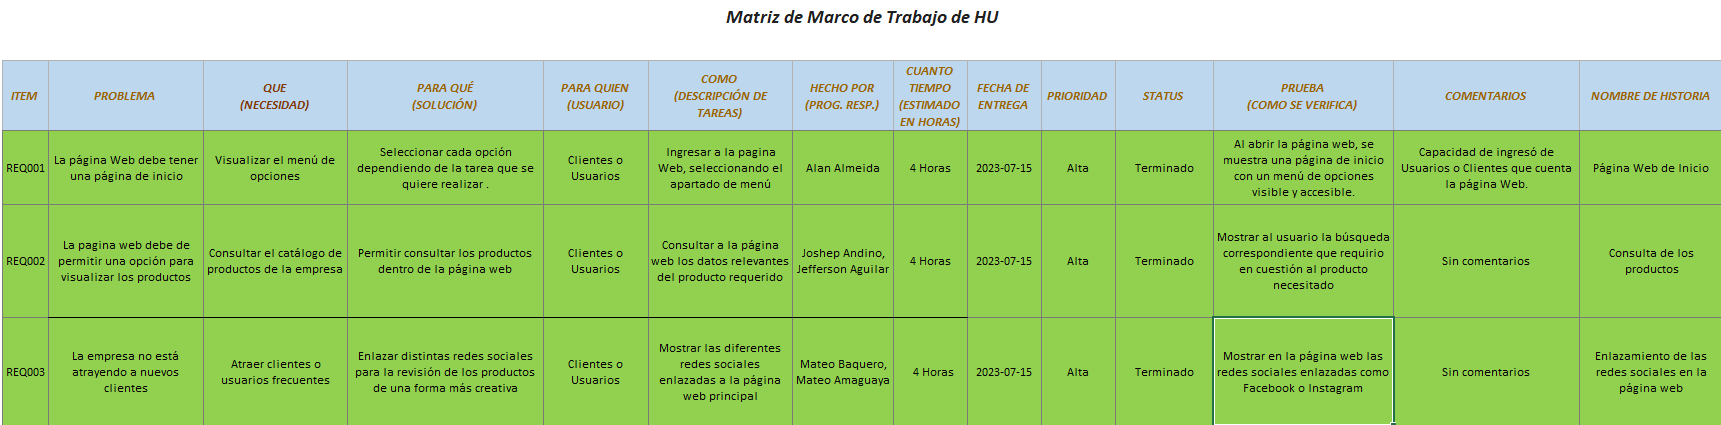 Matriz de Marco de Trabajo de HU
ITEM
PROBLEMA
QUE
(NECESIDAD)
PARA QUÉ
(SOLUCIÓN)
PARA QUIEN
(USUARIO)
COMO
(DESCRIPCIÓN DE
TAREAS)
HECHO POR
(PROG. RESP.)
CUANTO
TIEMPO
(ESTIMADO
EN HORAS)
FECHA DE
ENTREGA
PRIORIDAD
STATUS
PRUEBA
(COMO SE VERIFICA)
COMENTARIOS
NOMBRE DE HISTORIA
REQ001
La página Web debe tener
una página de inicio
Visualizar el menú de
opciones
Seleccionar cada opción
dependiendo de la tarea que se
quiere realizar .
Clientes o
Usuarios
Ingresar a la pagina
Web, seleccionando el
apartado de menú
Alan Almeida
4 Horas
2023-07-15
Alta
Terminado
Al abrir la página web, se
muestra una página de inicio
con un menú de opciones
visible y accesible.
Capacidad de ingresó de
Usuarios o Clientes que cuenta
la página Web.
Página Web de Inicio
REQ002
La pagina web debe de
permitir una opción para
visualizar los productos
Consultar el catálogo de
productos de la empresa
Permitir consultar los productos
dentro de la página web
Clientes o
Usuarios
Consultar a la página
web los datos relevantes
del producto requerido
Joshep Andino,
Jefferson Aguilar
4 Horas
2023-07-15
Alta
Terminado
Mostrar al usuario la búsqueda
correspondiente que requirio
en cuestión al producto
necesitado
Sin comentarios
Consulta de los
productos
REQ003
La empresa no está
atrayendo a nuevos
clientes
Atraer clientes o
usuarios frecuentes
Enlazar distintas redes sociales
para la revisión de los productos
de una forma más creativa
Clientes o
Usuarios
Mostrar las diferentes
redes sociales
enlazadas a la página
web principal
Mateo Baquero,
Mateo Amaguaya
4 Horas
2023-07-15
Alta
Terminado
Mostrar en la página web las
redes sociales enlazadas como
Facebook o Instagram
Sin comentarios
Enlazamiento de las
redes sociales en la
página web